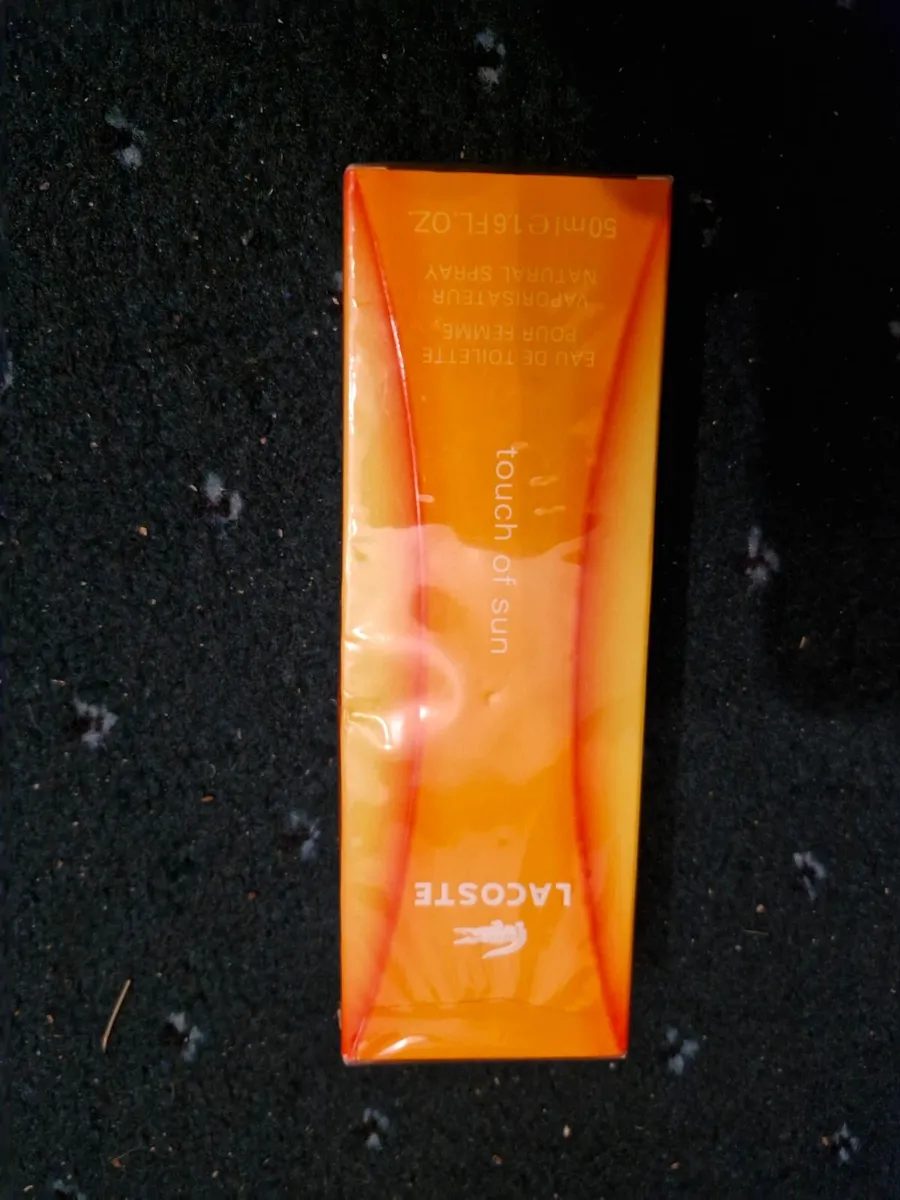 LACOSTE
touch of sun
EAU DE TOILETTE
POUR FEMME,
VAPORISATEUR
NATURAL SPRAY
50ml℮1.6FL.OZ.